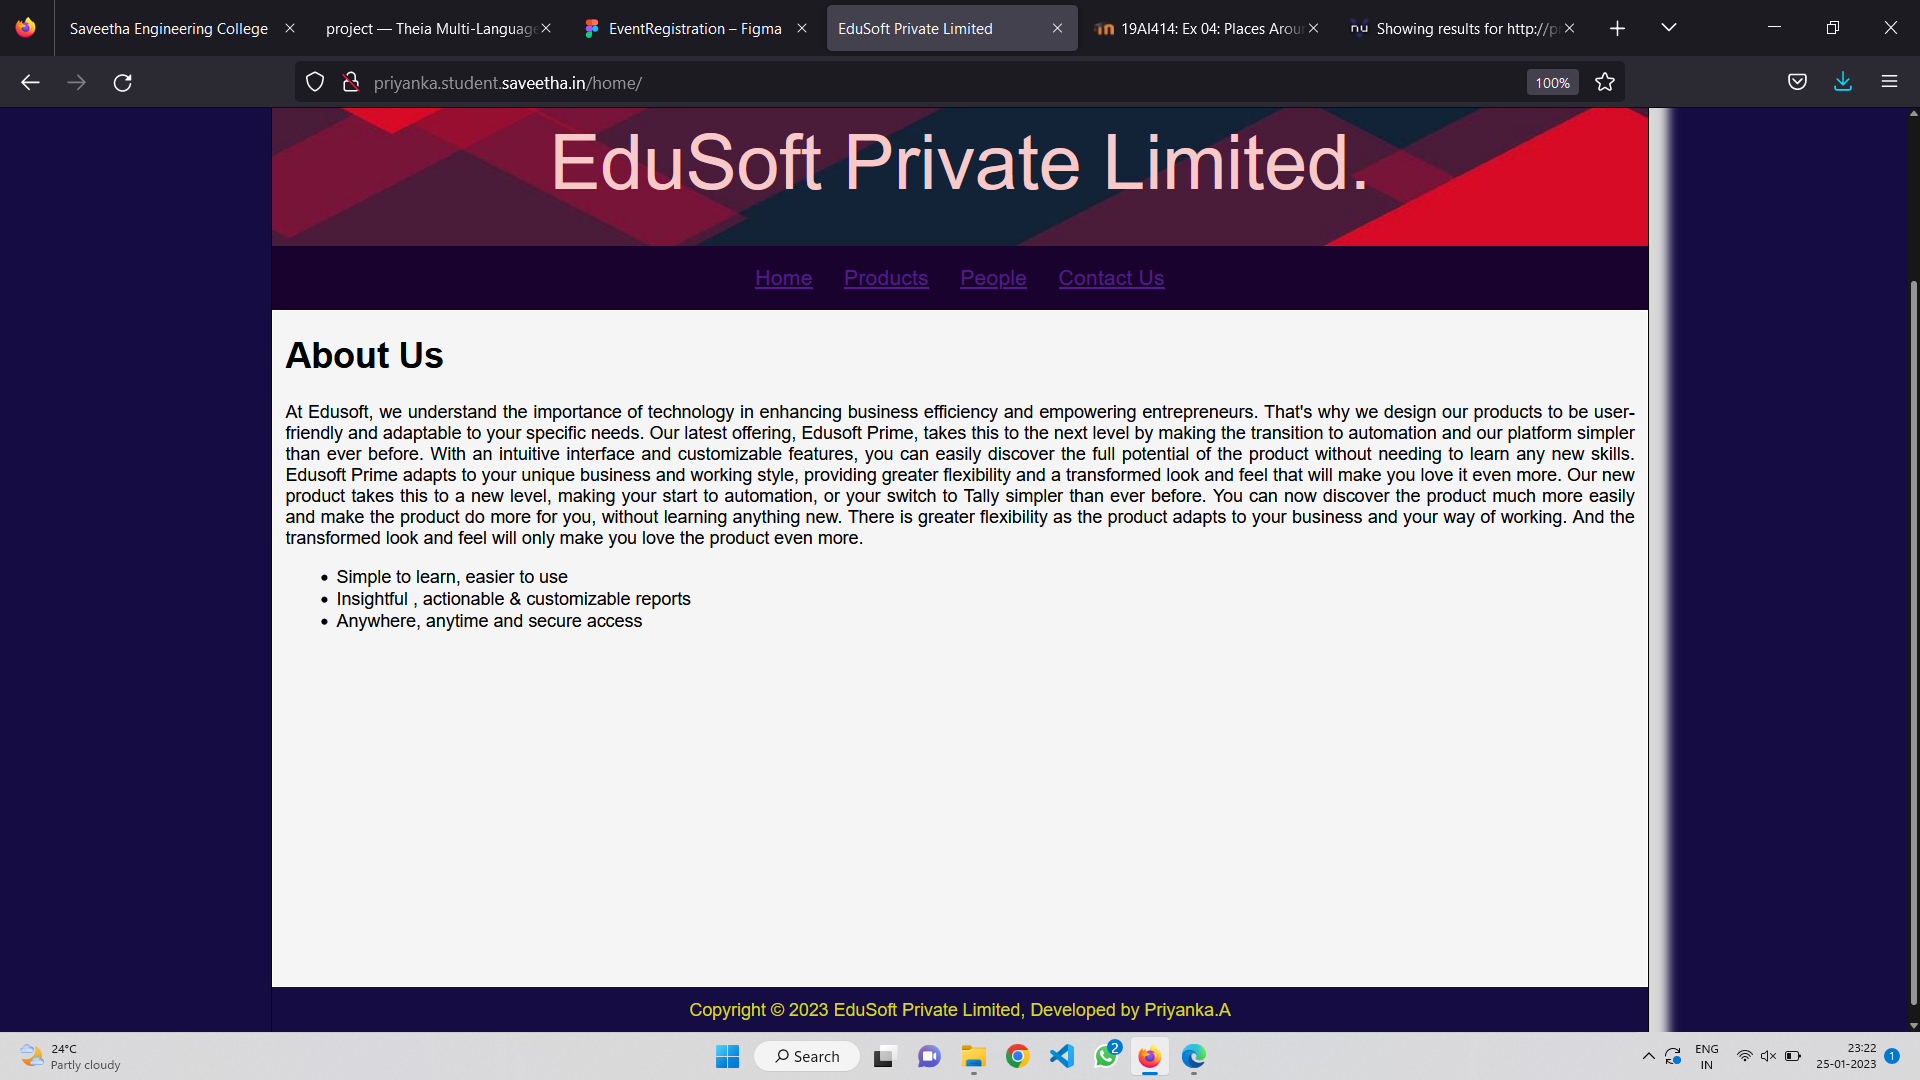 Saveetha Engineering College
project — Theia Multi-Language
EventRegistration – Figma
EduSoft Private Limited
19AI414: Ex 04: Places Arou
Showing results for http://p
priyanka.student.saveetha.in/home/
100%
EduSoft Private Limited.
Home Products People Contact Us
About Us
At Edusoft, we understand the importance of technology in enhancing business efficiency and empowering entrepreneurs. That's why we design our products to be user-
friendly and adaptable to your specific needs. Our latest offering, Edusoft Prime, takes this to the next level by making the transition to automation and our platform simpler
than ever before. With an intuitive interface and customizable features, you can easily discover the full potential of the product without needing to learn any new skills.
Edusoft Prime adapts to your unique business and working style, providing greater flexibility and a transformed look and feel that will make you love it even more. Our new
product takes this to a new level, making your start to automation, or your switch to Tally simpler than ever before. You can now discover the product much more easily
and make the product do more for you, without learning anything new. There is greater flexibility as the product adapts to your business and your way of working. And the
transformed look and feel will only make you love the product even more.
• Simple to learn, easier to use
• Insightful , actionable & customizable reports
• Anywhere, anytime and secure access
Copyright © 2023 EduSoft Private Limited, Developed by Priyanka.A
24°C
Partly cloudy
Search
2
ENG
IN
23:22
25-01-2023
1